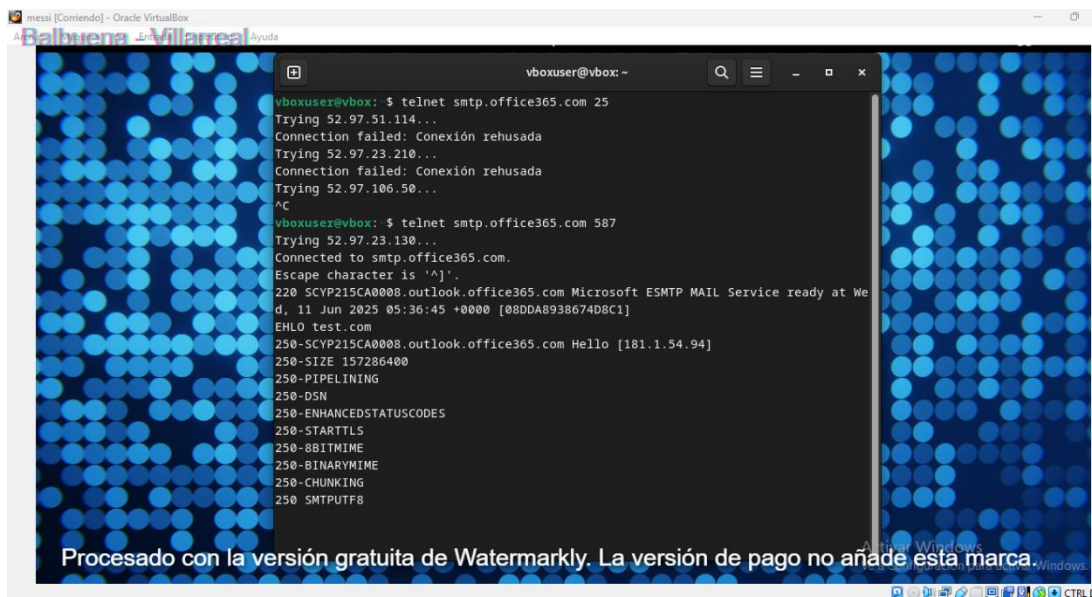 messi [Corriendo] - Oracle VirtualBox
Balbuena - Villarreal
Ayuda
vboxuser@vbox: ~
vboxuser@vbox:~$ telnet smtp.office365.com 25
Trying 52.97.51.114...
Connection failed: Conexión rehusada
Trying 52.97.23.210...
Connection failed: Conexión rehusada
Trying 52.97.106.50...
^C
vboxuser@vbox:~$ telnet smtp.office365.com 587
Trying 52.97.23.130...
Connected to smtp.office365.com.
Escape character is '^]'.
220 SCYP215CA0008.outlook.office365.com Microsoft ESMTP MAIL Service ready at We
d, 11 Jun 2025 05:36:45 +0000 [08DDA8938674D8C1]
EHLO test.com
250-SCYP215CA0008.outlook.office365.com Hello [181.1.54.94]
250-SIZE 157286400
250-PIPELINING
250-DSN
250-ENHANCEDSTATUSCODES
250-STARTTLS
250-8BITMIME
250-BINARYMIME
250-CHUNKING
250 SMTPUTF8
Activar Windows
Procesado con la versión gratuita de Watermarkly. La versión de pago no añade esta marca.
Windows.
CTRL